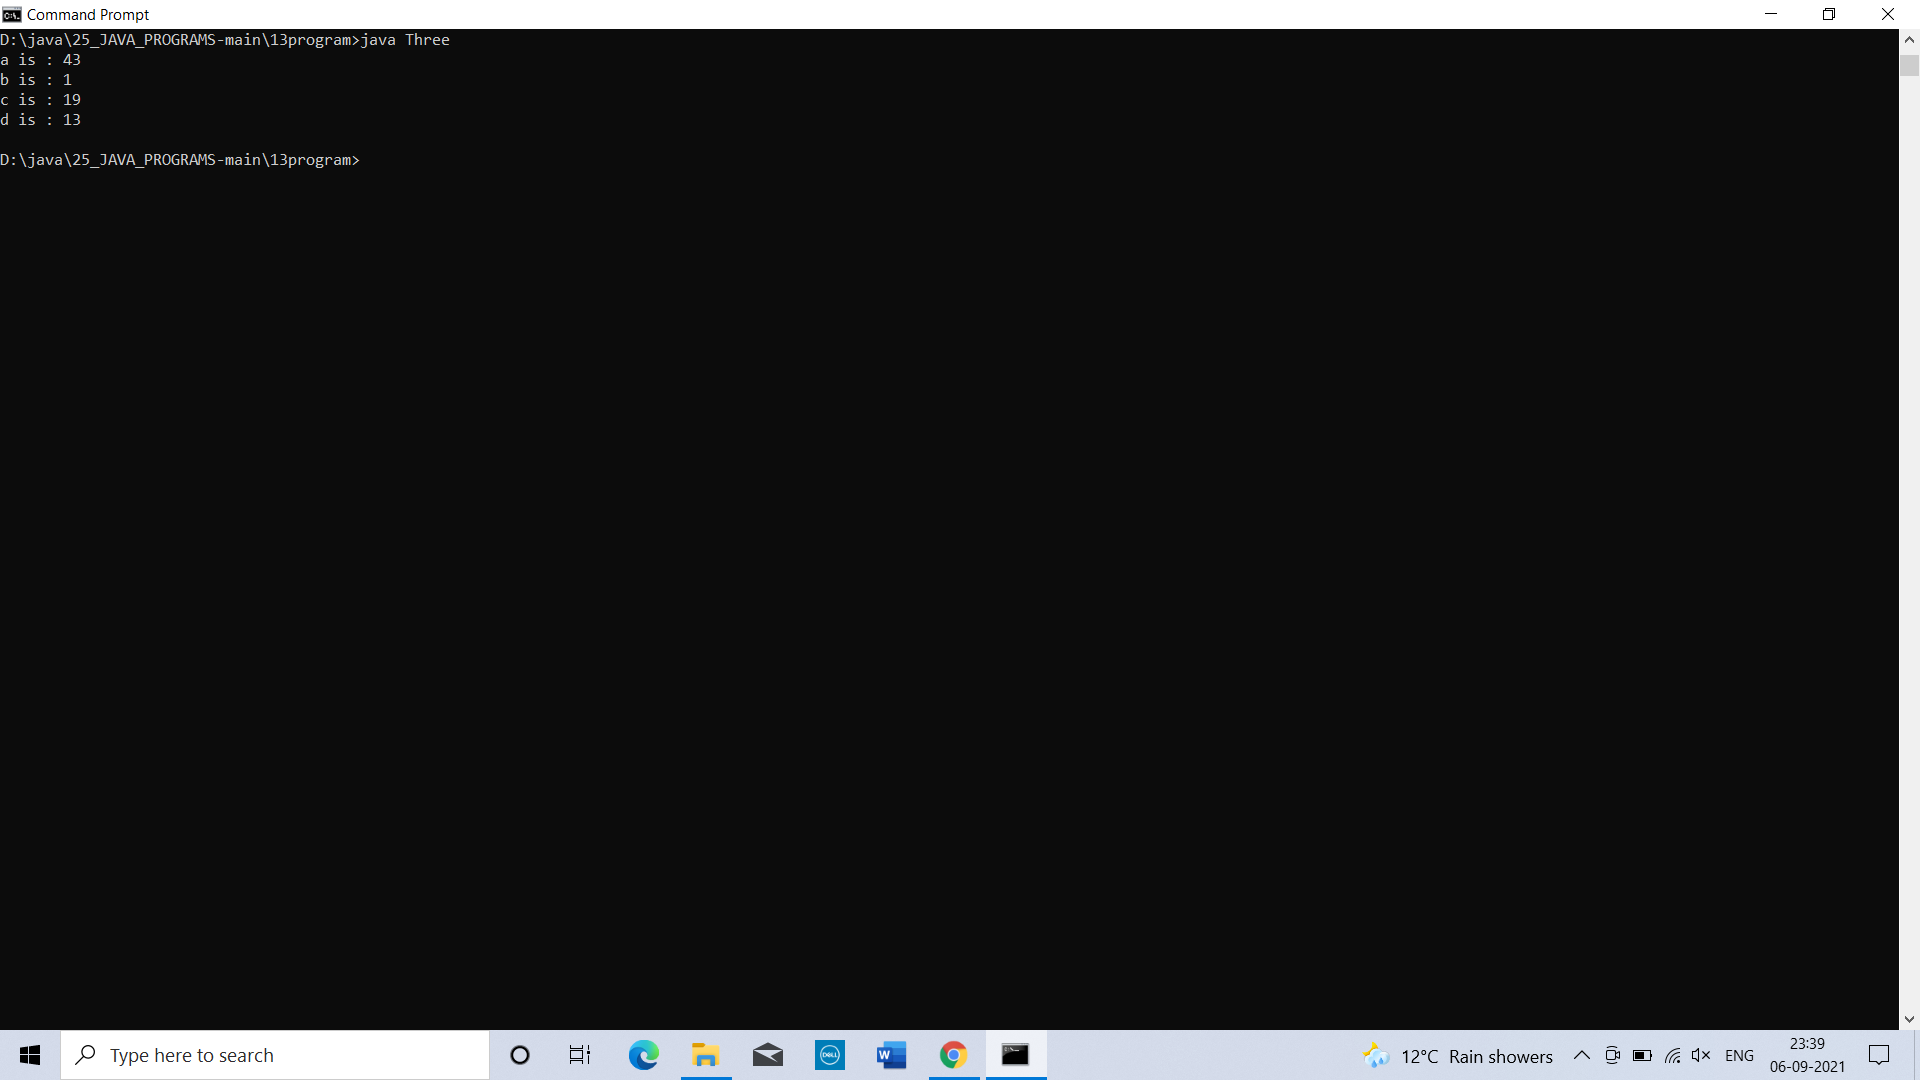 Command Prompt
D:\java\25_JAVA_PROGRAMS-main\13program>java Three
a is : 43
b is : 1
c is : 19
d is : 13
D:\java\25_JAVA_PROGRAMS-main\13program>
Type here to search
DELL
W
12°C Rain showers
ENG
23:39
06-09-2021